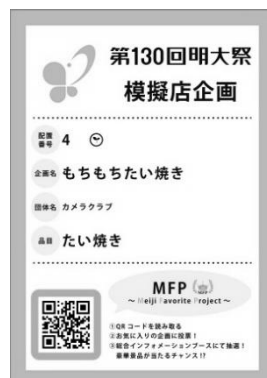 第130回明大祭
模擬店企画
配置番号 4
企画名 もちもちたい焼き
団体名 カメラクラブ
品目 たい焼き
MFP
～Meiji Favorite Project～
①QRコードを読み取る
②お気に入りの企画に投票！
③総合インフォメーションブースにて抽選！
豪華景品が当たるチャンス!?